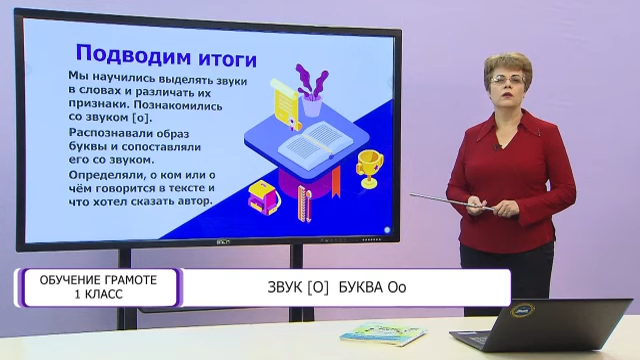 Подводим итоги
Мы научились выделять звуки
в словах и различать их
признаки. Познакомились
со звуком [о].
Распознавали образ
буквы и сопоставляли
его со звуком.
Определяли, о ком или о
чём говорится в тексте и
что хотел сказать автор.
ОБУЧЕНИЕ ГРАМОТЕ
1 КЛАСС
ЗВУК [О] БУКВА Оо